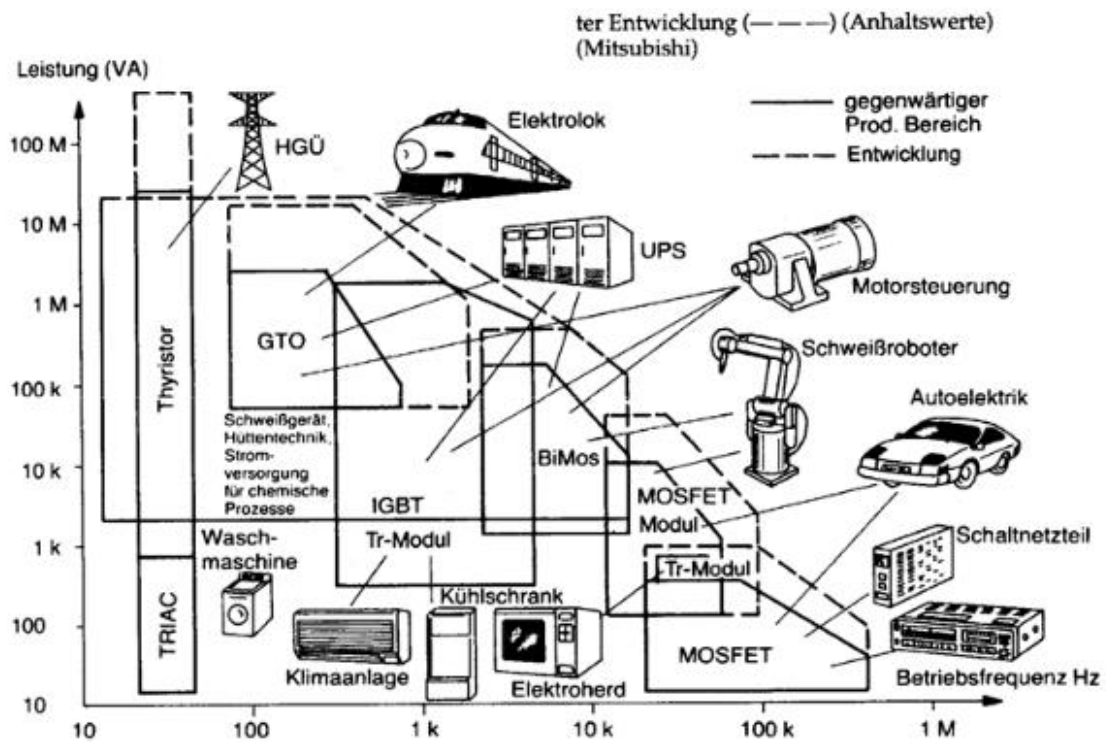 ter Entwicklung (— — —) (Anhaltswerte)
(Mitsubishi)
Leistung (VA)
gegenwärtiger
Prod. Bereich
Entwicklung
100 M
HGÜ
Elektrolok
10 M
UPS
Motorsteuerung
1 M
GTO
Thyristor
Schweißroboter
100 k
Autoelektrik
Schweißgerät,
Hüttentechnik,
Strom-
versorgung
für chemische
Prozesse
10 k
BiMos
IGBT
MOSFET
Modul
Schaltnetzteil
1 k
Wasch-
maschine
Tr-Modul
Tr-Modul
Kühlschrank
100
TRIAC
MOSFET
Klimaanlage
Elektroherd
Betriebsfrequenz Hz
10
10
100
1 k
10 k
100 k
1 M